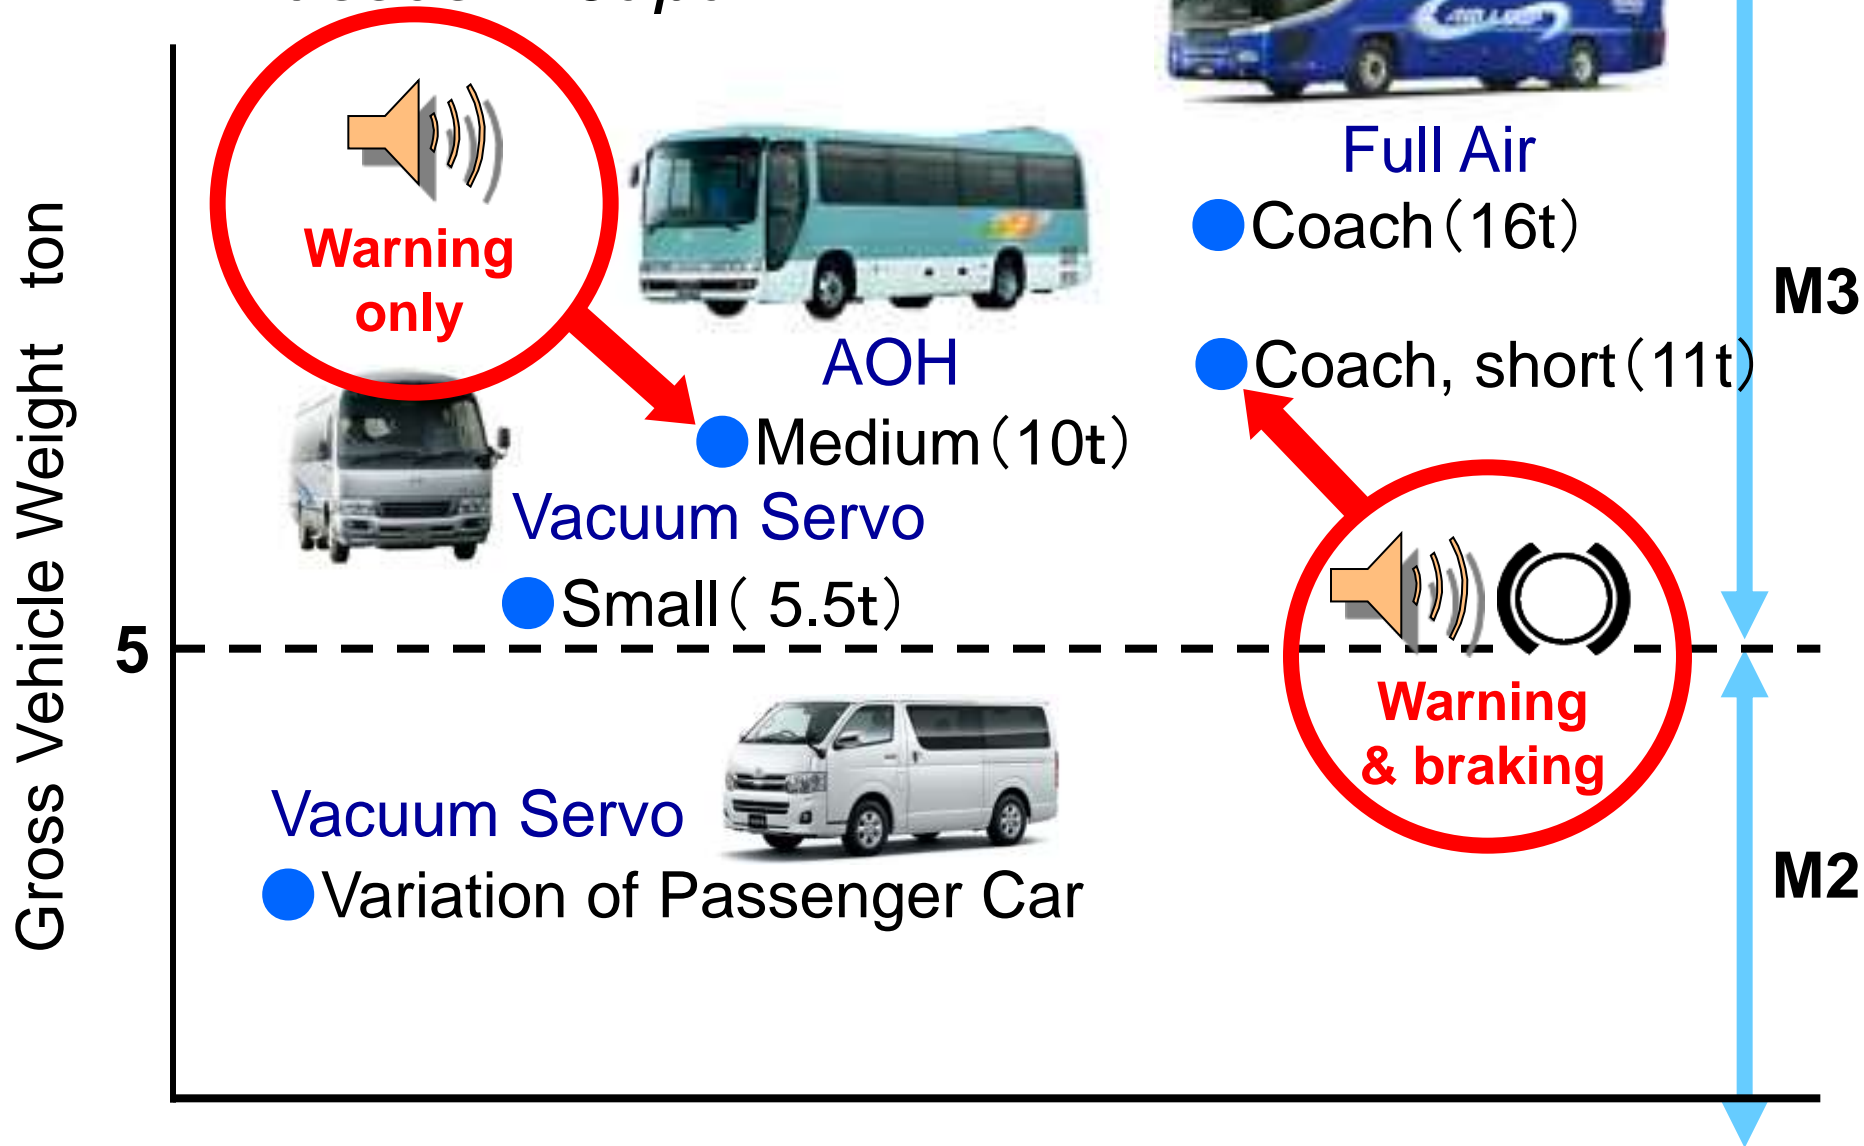 Full Air
Coach（16t）
Warning
only
M3
AOH
Coach, short（11t）
Medium（10t）
Vacuum Servo
Small（ 5.5t）
5
Warning
& braking
Vacuum Servo
Variation of Passenger Car
M2
Gross Vehicle Weight ton